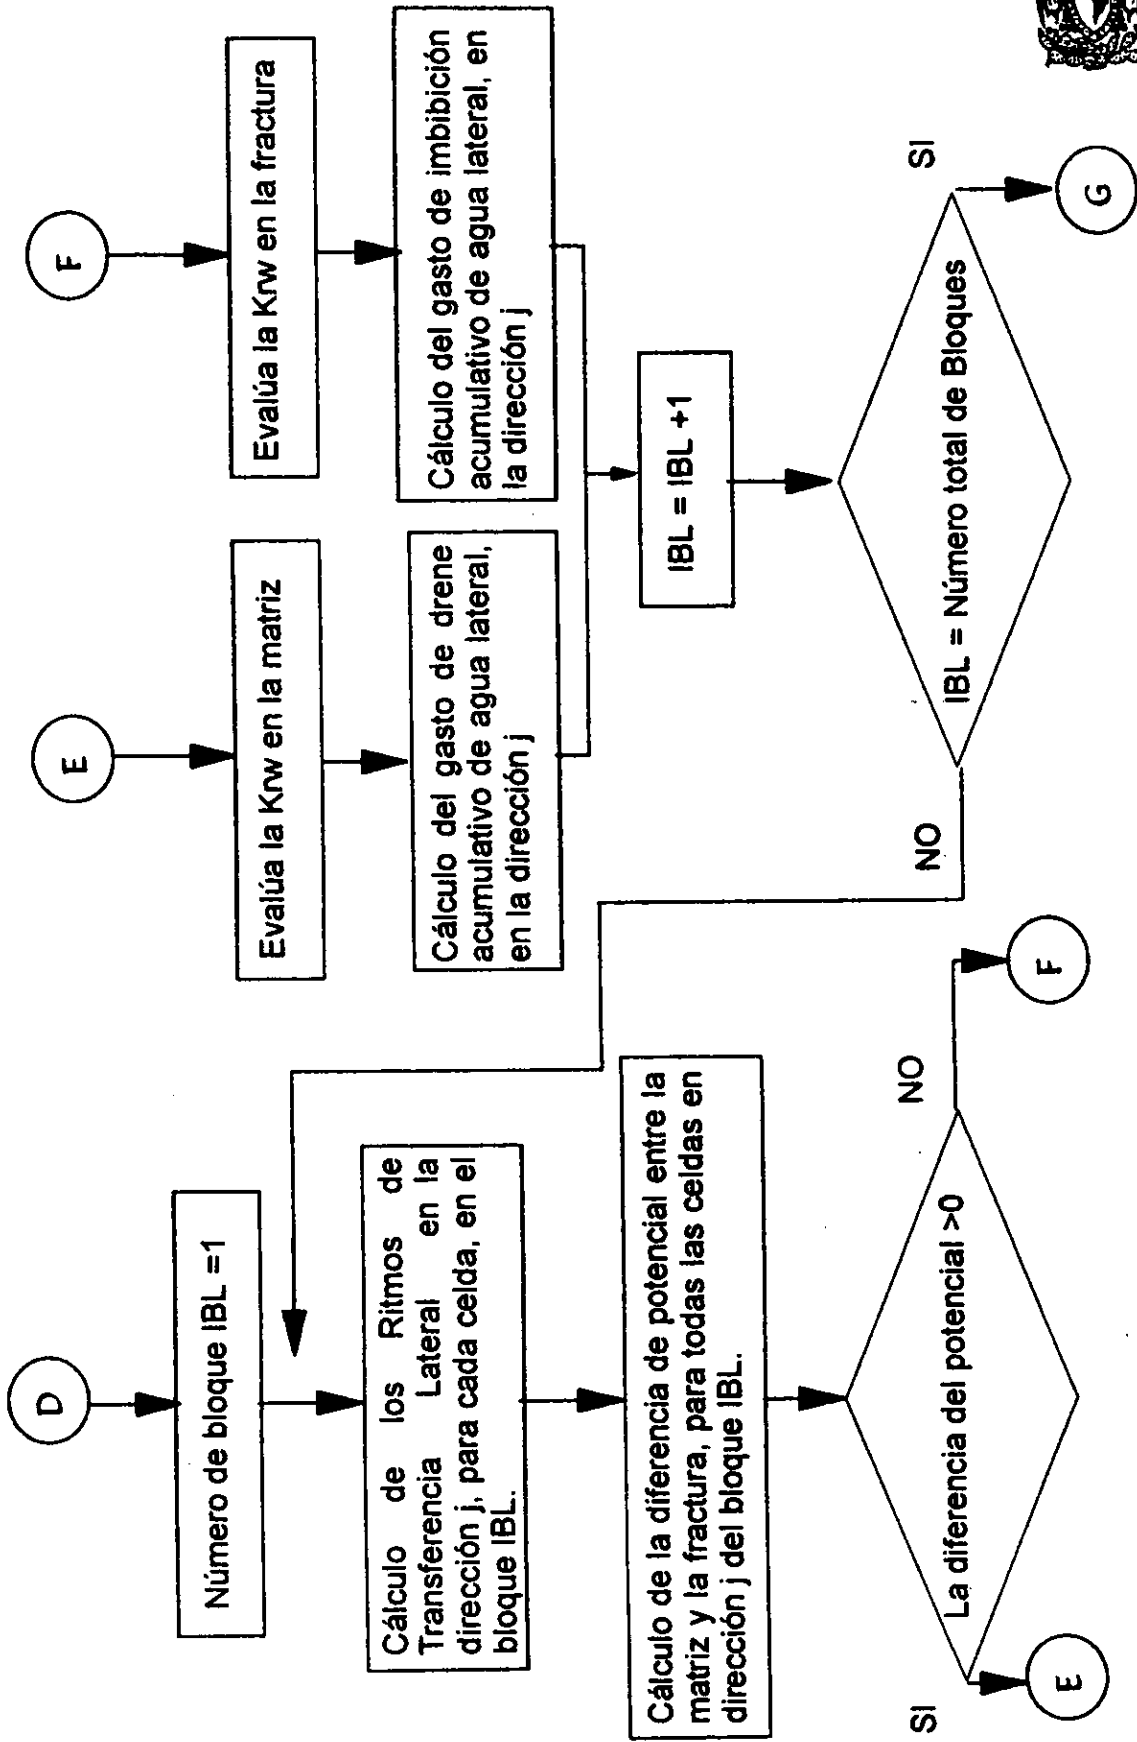 D
Número de bloque IBL =1
Cálculo de los Ritmos de
Transferencia Lateral en la
dirección j, para cada celda, en el
bloque IBL.
Cálculo de la diferencia de potencial entre la
matriz y la fractura, para todas las celdas en
dirección j del bloque IBL.
La diferencia del potencial >0
SI
NO
E
F
E
Evalúa la Krw en la matriz
Cálculo del gasto de drene
acumulativo de agua lateral,
en la dirección j
F
Evalúa la Krw en la fractura
Cálculo del gasto de imbibición
acumulativo de agua lateral, en
la dirección j
IBL = IBL +1
IBL = Número total de Bloques
NO
SI
G